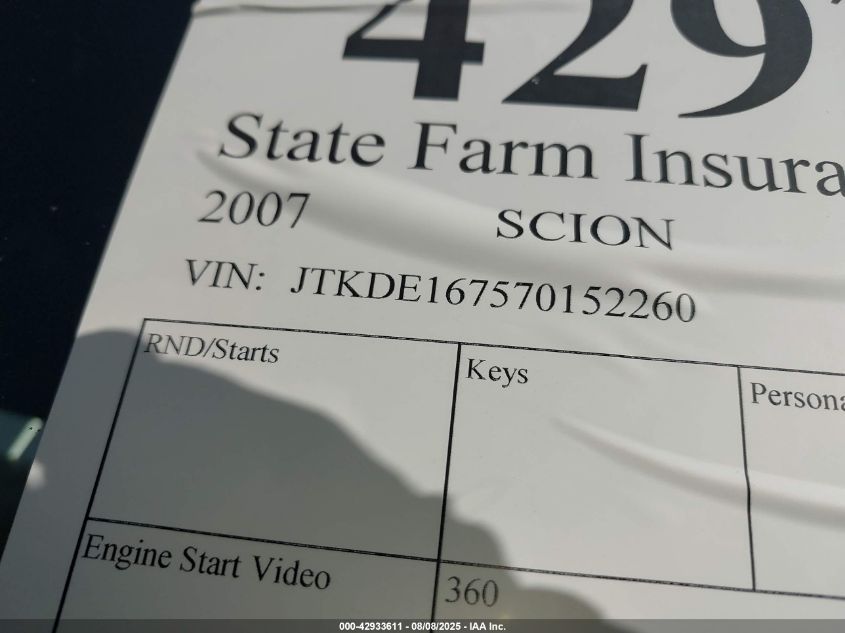 429
State Farm Insura
2007 SCION
VIN: JTKDE167570152260
RND/Starts Keys Persona
Engine Start Video 360
000-42933611 - 08/08/2025 - IAA Inc.